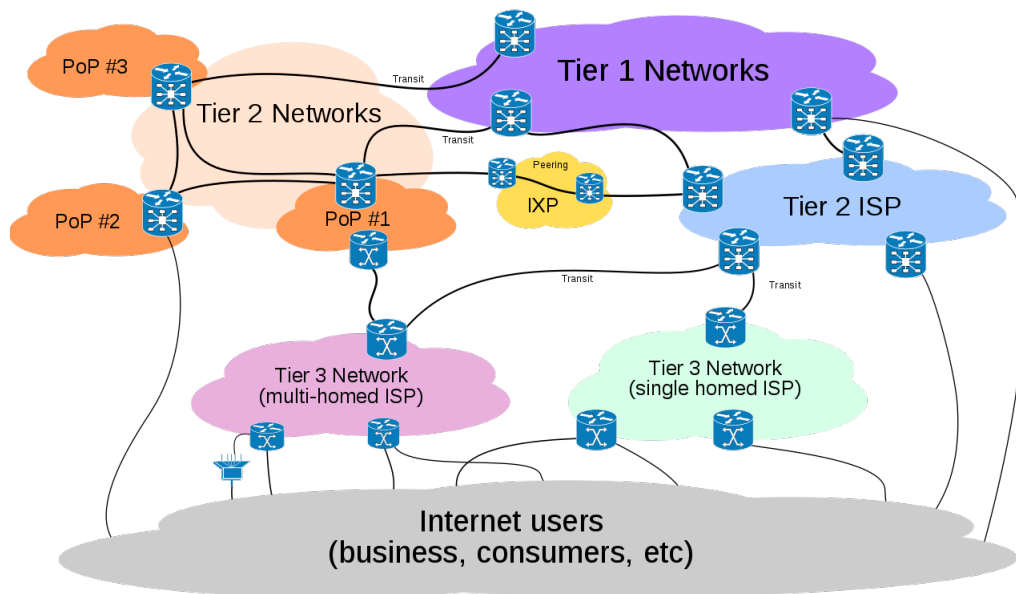 PoP #3
Tier 2 Networks
Transit
Tier 1 Networks
Transit
Peering
IXP
PoP #2
PoP #1
Tier 2 ISP
Transit
Transit
Tier 3 Network
(multi-homed ISP)
Tier 3 Network
(single homed ISP)
Internet users
(business, consumers, etc)